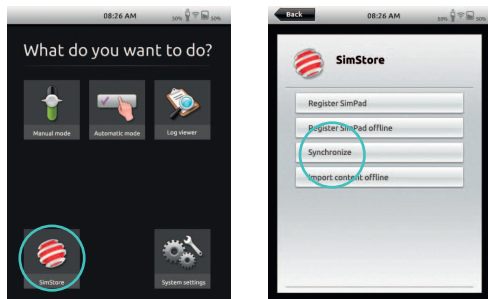 08:26 AM
50%
50%
What do you want to do?
Manual mode
Automatic mode
Log viewer
SimStore
System settings
Back
08:26 AM
50%
SimStore
Register SimPad
Register SimPad offline
Synchronize
Import content offline